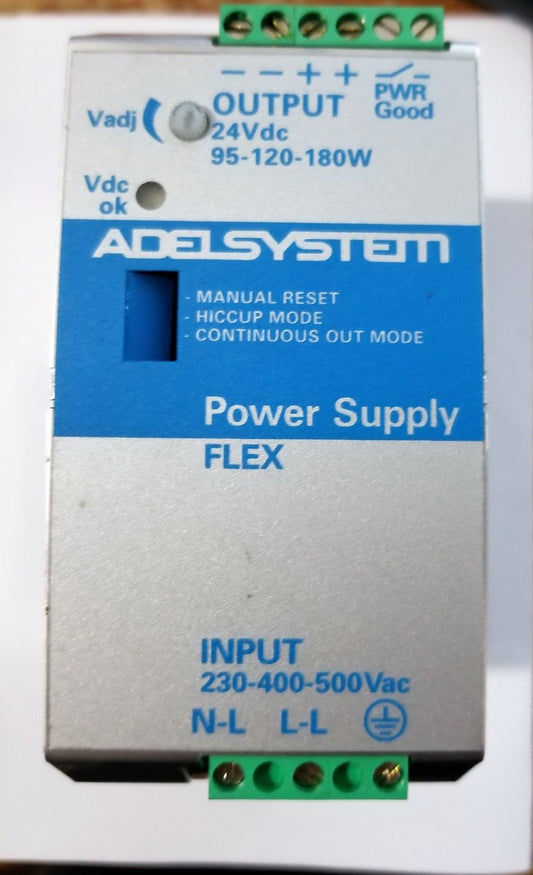 − − + +
OUTPUT
PWR
Good
Vadj
24Vdc
95-120-180W
Vdc
ok
ADELSYSTEM
- MANUAL RESET
- HICCUP MODE
- CONTINUOUS OUT MODE
Power Supply
FLEX
INPUT
230-400-500Vac
N-L L-L